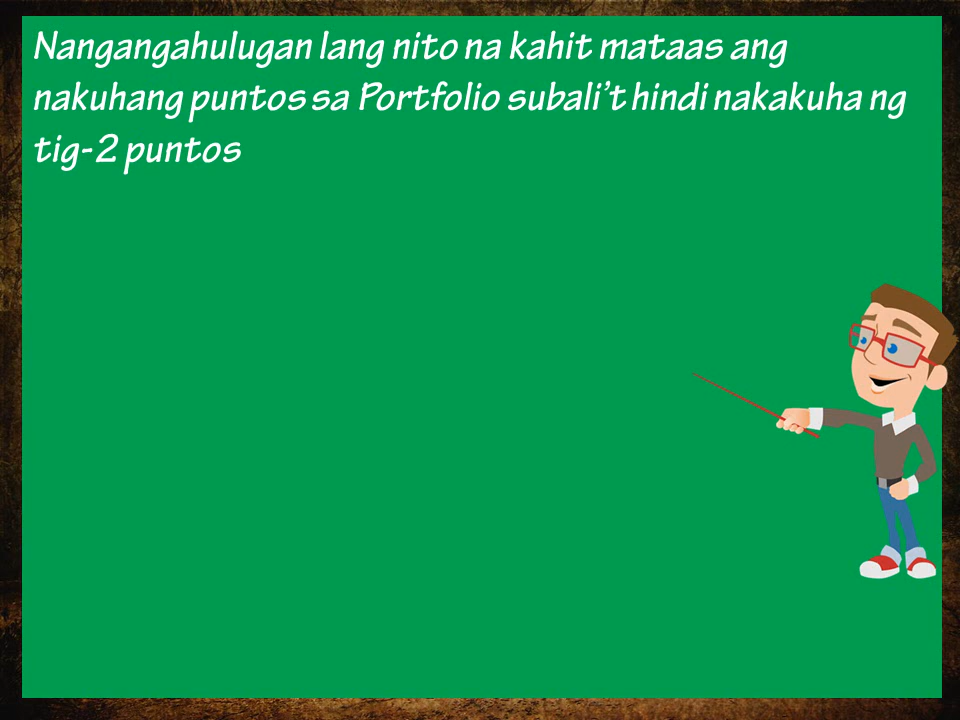 Nangangahulugan lang nito na kahit mataas ang
nakuhang puntos sa Portfolio subali't hindi nakakuha ng
tig-2 puntos